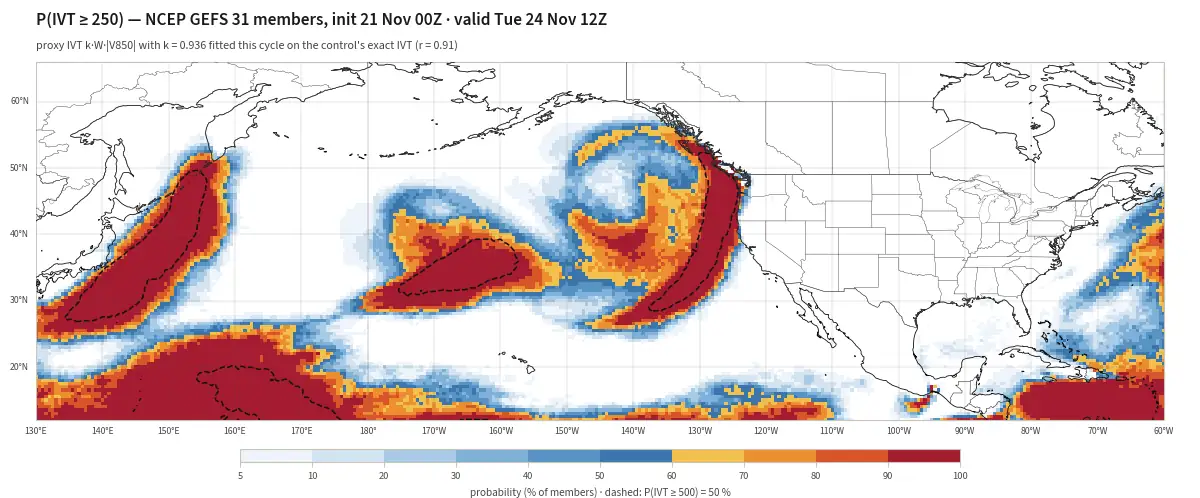 P(IVT ≥ 250) — NCEP GEFS 31 members, init 21 Nov 00Z · valid Tue 24 Nov 12Z
proxy IVT k·W·|V850| with k = 0.936 fitted this cycle on the control's exact IVT (r = 0.91)
60°N
50°N
40°N
30°N
20°N
130°E 140°E 150°E 160°E 170°E 180° 170°W 160°W 150°W 140°W 130°W 120°W 110°W 100°W 90°W 80°W 70°W 60°W
5 10 20 30 40 50 60 70 80 90 100
probability (% of members) · dashed: P(IVT ≥ 500) = 50 %